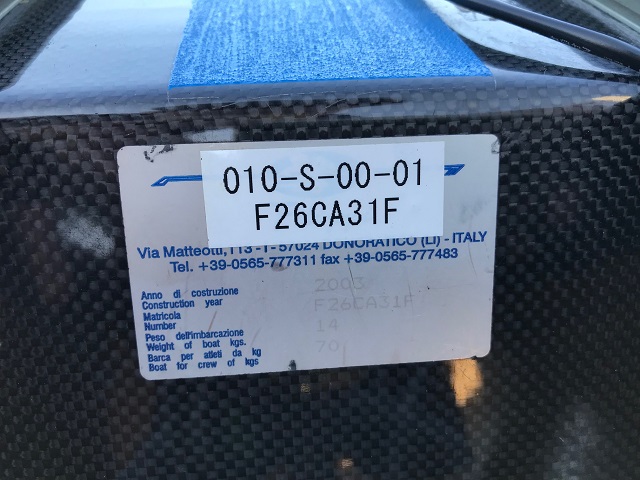 010-S-00-01
F26CA31F
Via Matteotti,113-1-57024 DONORATICO (LI) - ITALY
Tel. +39-0565-777311 fax +39-0565-777483
Anno di costruzione
Construction year 2003
Matricola
Number F26CA31F
Peso dell'imbarcazione
Weight of boat kgs. 14
Barca per atleti da kg
Boat for crew of kgs 70